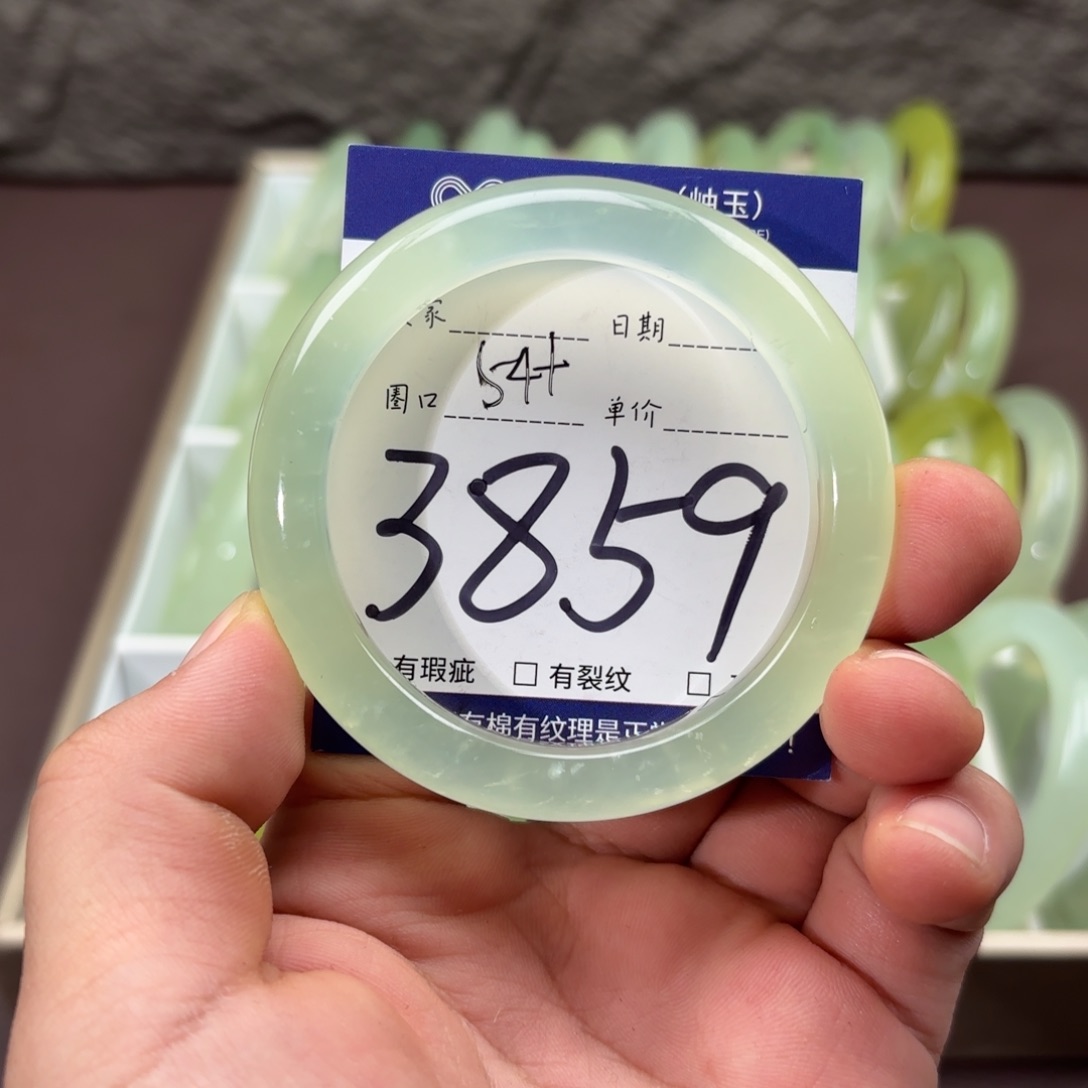 (岫玉)
家 日期
圈口 54+ 单价
3859
有瑕疵 □ 有裂纹 □
有棉有纹理是正常 !